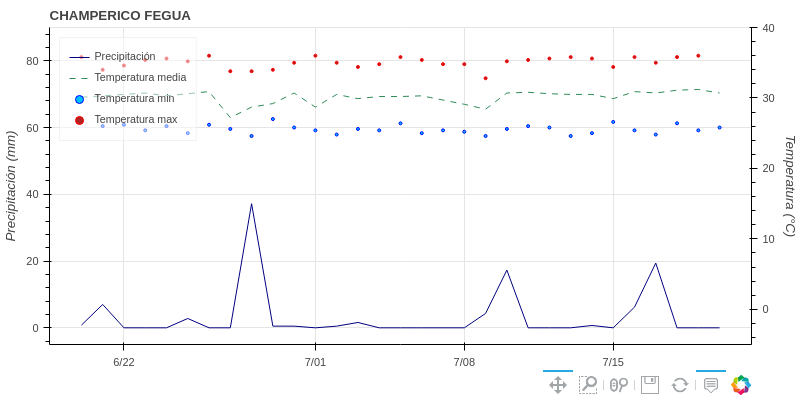 CHAMPERICO FEGUA
Precipitación
Temperatura media
Temperatura min
Temperatura max
Precipitación (mm)
80
60
40
20
0
Temperatura (°C)
40
30
20
10
0
6/22
7/01
7/08
7/15